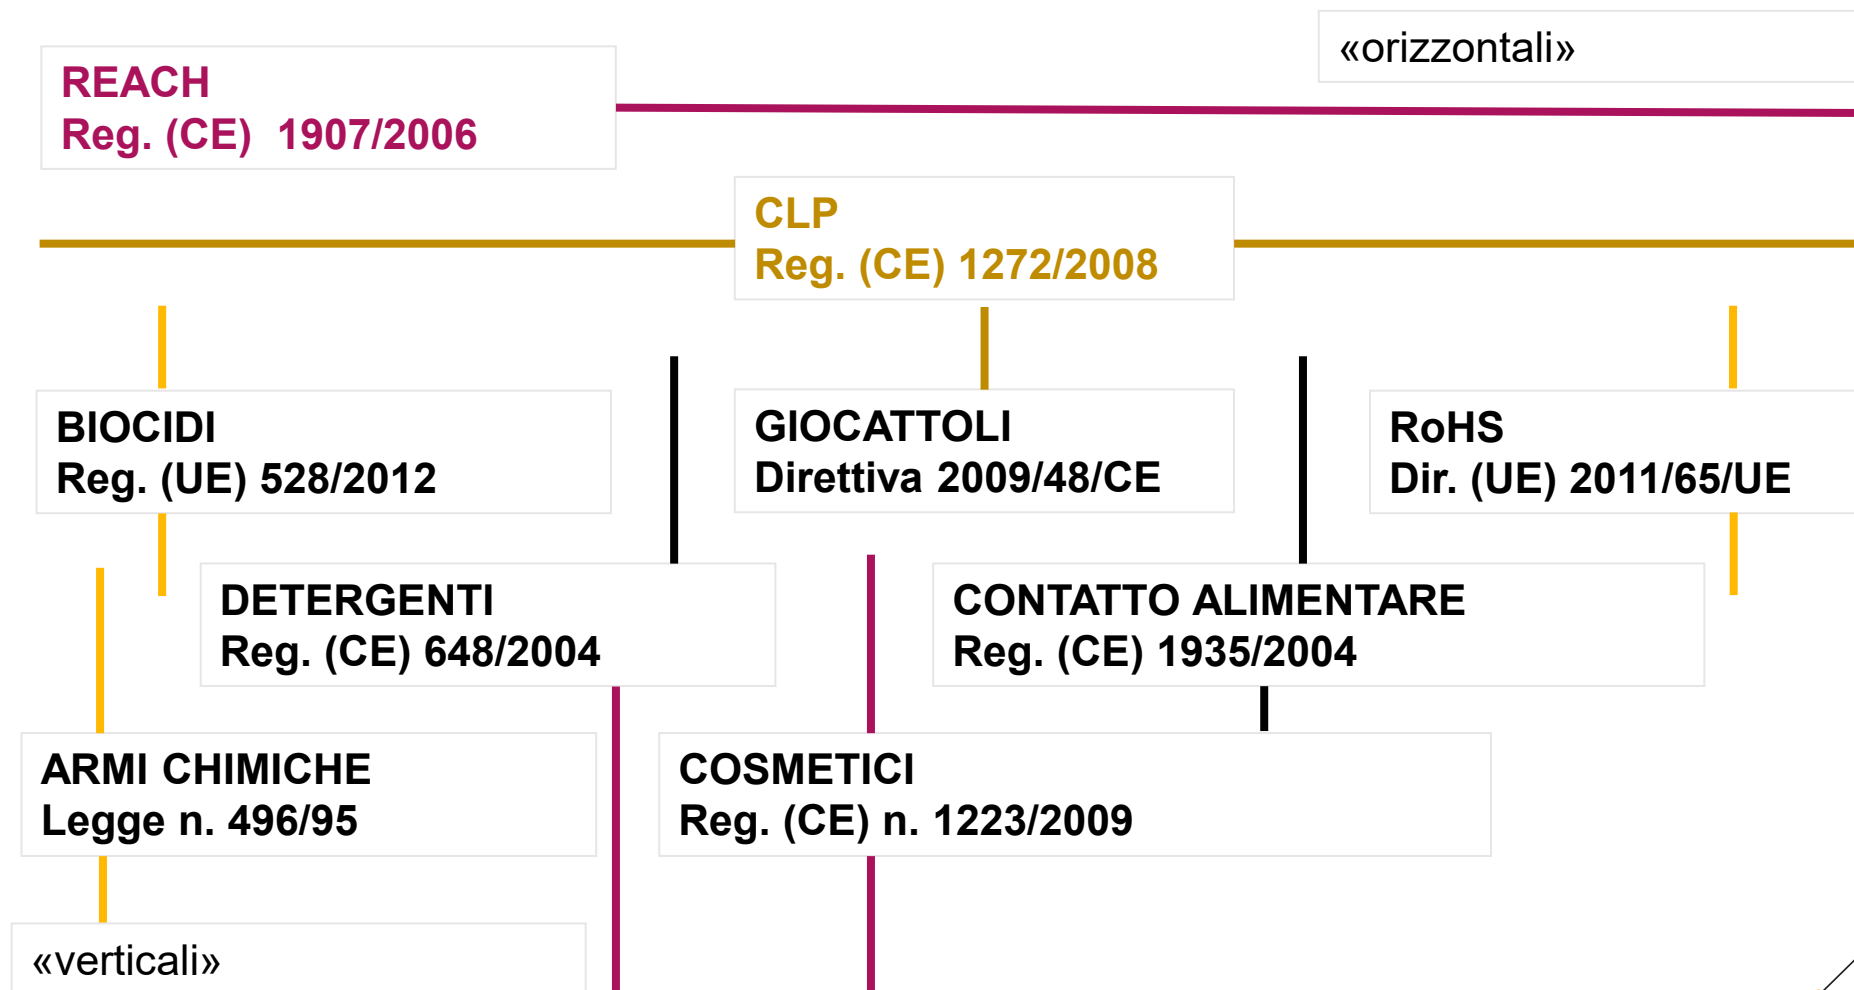 «orizzontali»
REACH
Reg. (CE) 1907/2006
CLP
Reg. (CE) 1272/2008
BIOCIDI
Reg. (UE) 528/2012
GIOCATTOLI
Direttiva 2009/48/CE
RoHS
Dir. (UE) 2011/65/UE
DETERGENTI
Reg. (CE) 648/2004
CONTATTO ALIMENTARE
Reg. (CE) 1935/2004
ARMI CHIMICHE
Legge n. 496/95
COSMETICI
Reg. (CE) n. 1223/2009
«verticali»